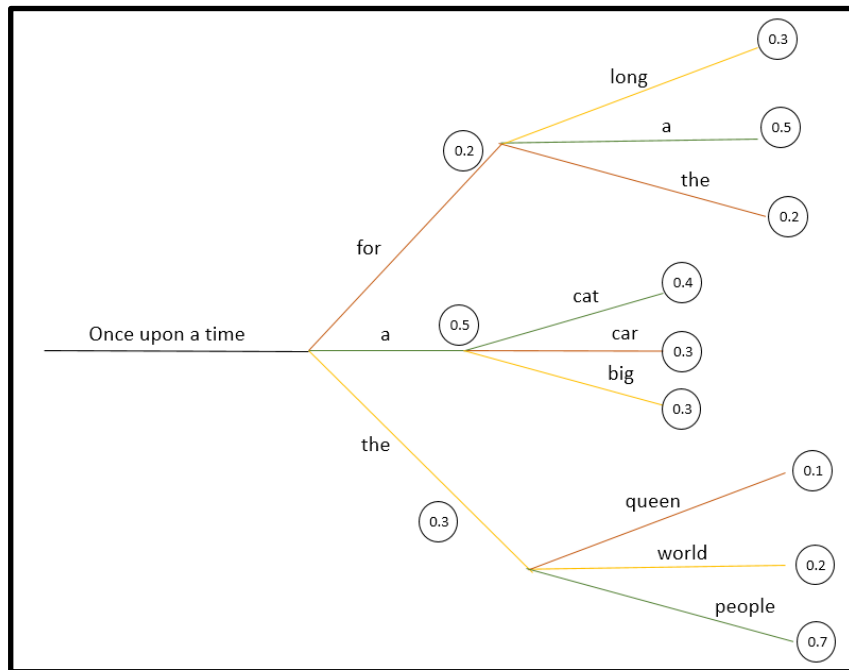 0.3
long
a
0.5
0.2
the
0.2
for
cat
0.4
Once upon a time
a
0.5
car
0.3
big
0.3
the
0.3
queen
0.1
world
0.2
people
0.7